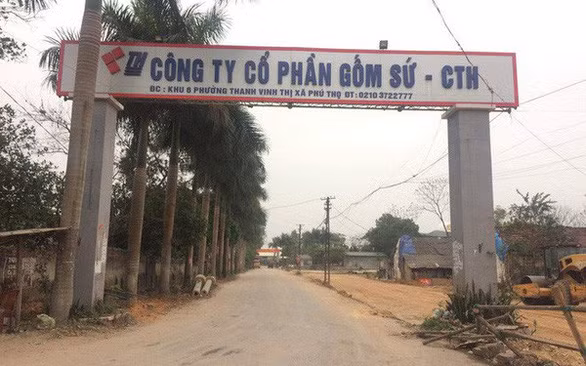 CÔNG TY CỔ PHẦN GỐM SỨ - CTH
ĐC : KHU 6 PHƯỜNG THANH VINH THỊ XÃ PHÚ THỌ ĐT: 0210 3722777